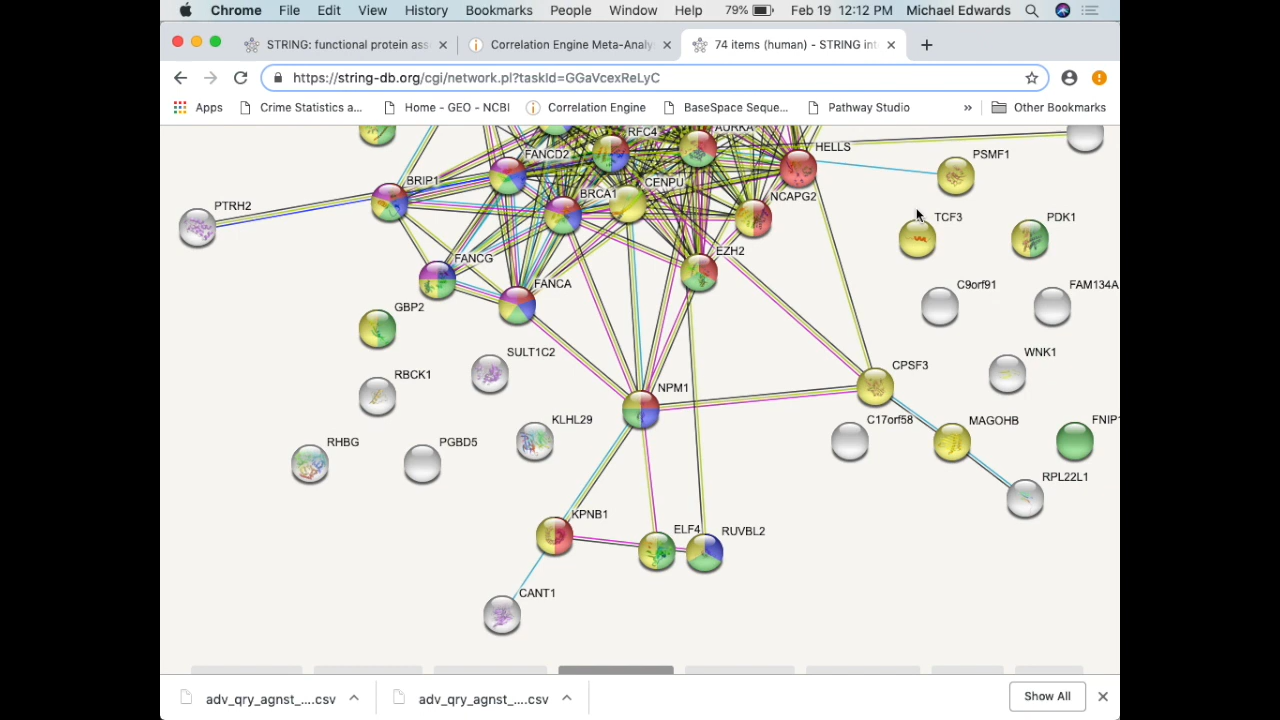 Chrome File Edit View History Bookmarks People Window Help 79% Feb 19 12:12 PM Michael Edwards
STRING: functional protein ass Correlation Engine Meta-Analy 74 items (human) - STRING int
https://string-db.org/cgi/network.pl?taskId=GGaVcexReLyC
Apps Crime Statistics a... Home - GEO - NCBI Correlation Engine BaseSpace Seque... Pathway Studio » Other Bookmarks
RFC4 AURKA
HELLS
FANCD2 PSMF1
BRIP1 BRCA1 CENPU NCAPG2
PTRH2 TCF3 PDK1
FANCG EZH2
FANCA C9orf91 FAM134A
GBP2
SULT1C2 WNK1
RBCK1 NPM1 CPSF3
KLHL29 C17orf58 MAGOHB FNIP1
RHBG PGBD5
RPL22L1
KPNB1 ELF4 RUVBL2
CANT1
adv_qry_agnst_....csv adv_qry_agnst_....csv Show All